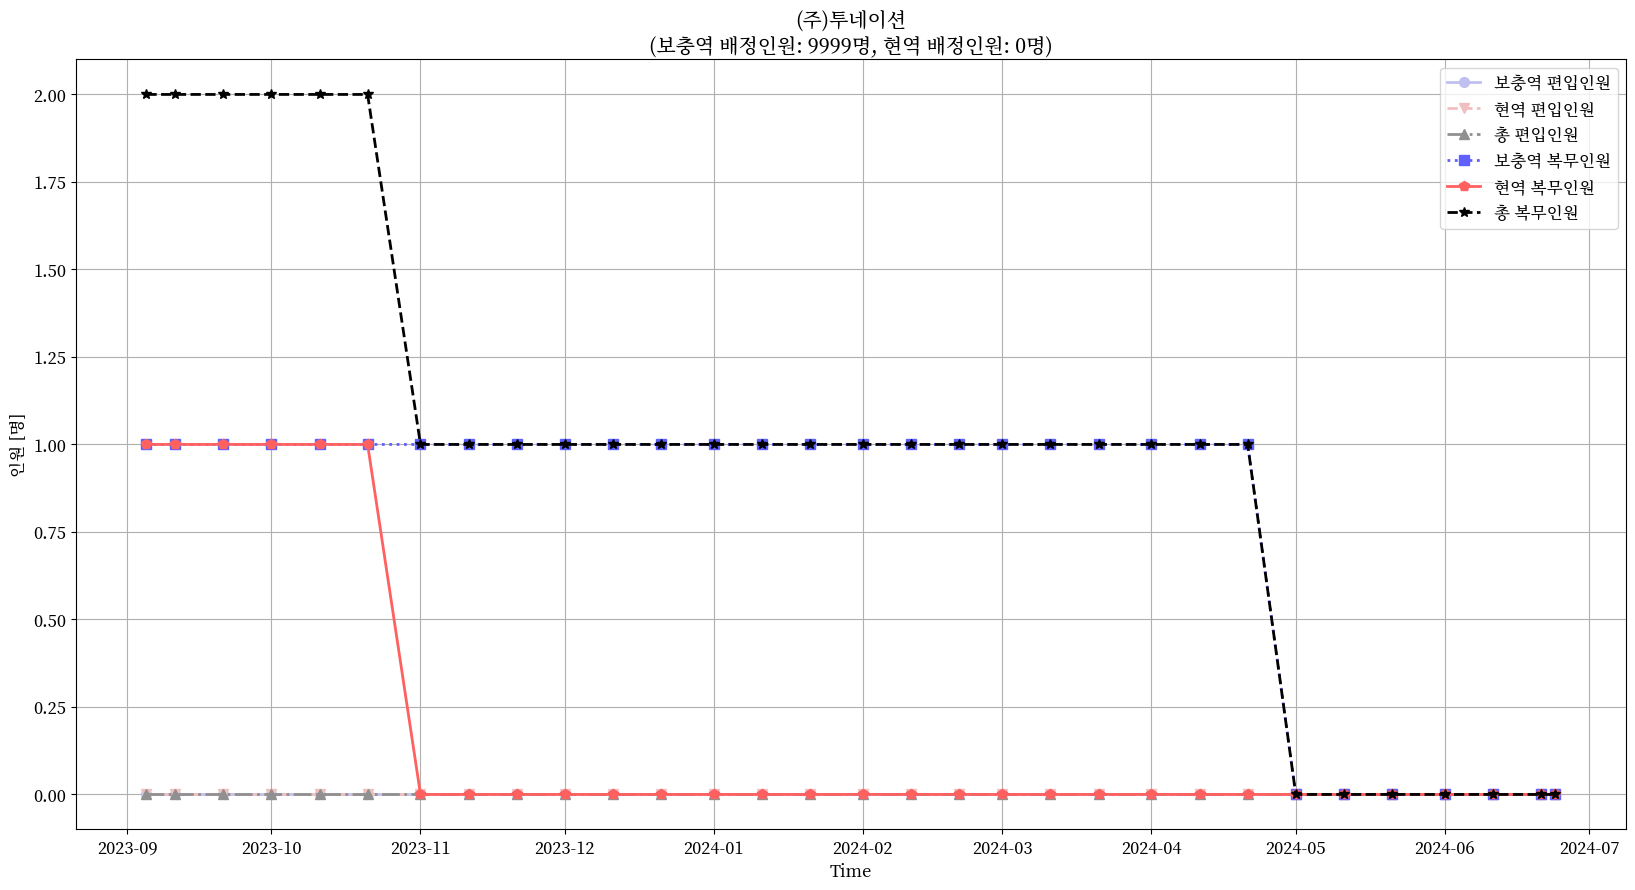 (주)투네이션
(보충역 배정인원: 9999명, 현역 배정인원: 0명)
보충역 편입인원
현역 편입인원
총 편입인원
보충역 복무인원
현역 복무인원
총 복무인원
인원 [명]
2.00
1.75
1.50
1.25
1.00
0.75
0.50
0.25
0.00
2023-09 2023-10 2023-11 2023-12 2024-01 2024-02 2024-03 2024-04 2024-05 2024-06 2024-07
Time